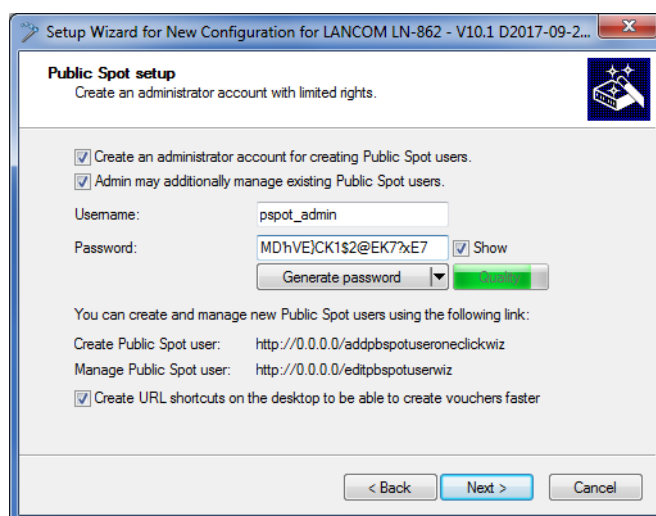 Setup Wizard for New Configuration for LANCOM LN-862 - V10.1 D2017-09-2...
Public Spot setup
Create an administrator account with limited rights.
Create an administrator account for creating Public Spot users.
Admin may additionally manage existing Public Spot users.
Username: pspot_admin
Password: MD'hVE}CK1$2@EK7?xE7 Show
Generate password Quality
You can create and manage new Public Spot users using the following link:
Create Public Spot user: http://0.0.0.0/addpbspotuseroneclickwiz
Manage Public Spot user: http://0.0.0.0/editpbspotuserwiz
Create URL shortcuts on the desktop to be able to create vouchers faster
< Back Next > Cancel